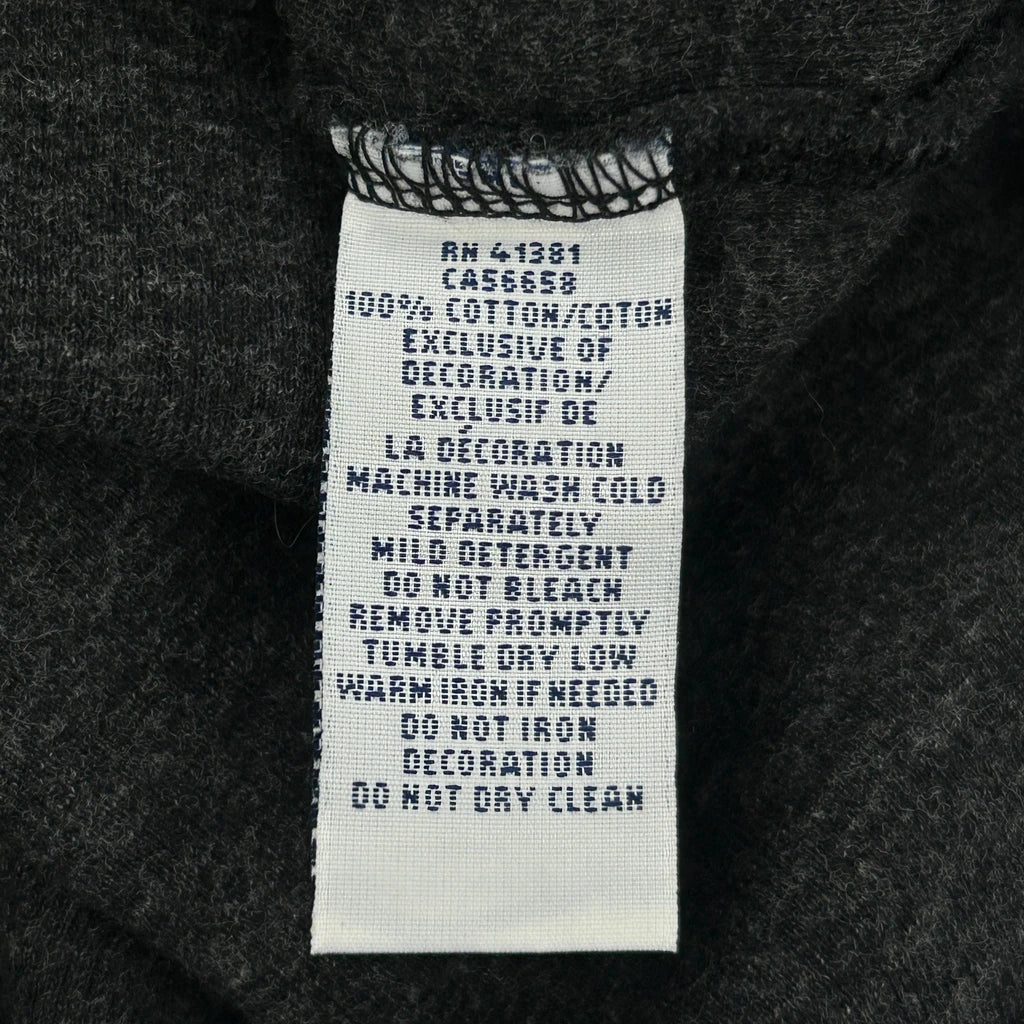 RN 41381
CA56658
100% COTTON/COTON
EXCLUSIVE OF
DECORATION/
EXÇLUSIF DE
LA DÉCORATION
MACHINE WASH COLD
SEPARATELY
MILD DETERGENT
DO NOT BLEACH
REMOVE PROMPTLY
TUMBLE DRY LOW
WARM IRON IF NEEDED
DO NOT IRON
DECORATION
DO NOT DRY CLEAN